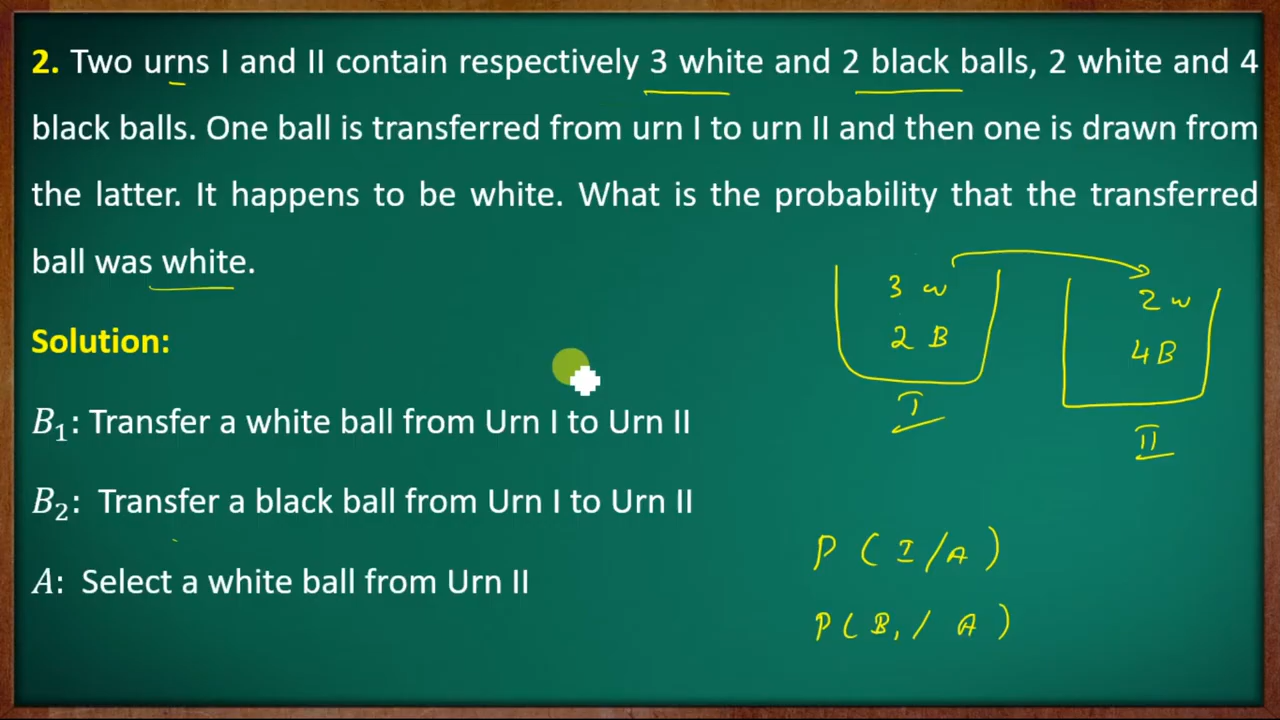 2. Two urns I and II contain respectively 3 white and 2 black balls, 2 white and 4
black balls. One ball is transferred from urn I to urn II and then one is drawn from
the latter. It happens to be white. What is the probability that the transferred
ball was white.
3 w
2 B
I
2 w
4 B
II
Solution:
B₁: Transfer a white ball from Urn I to Urn II
B₂: Transfer a black ball from Urn I to Urn II
A: Select a white ball from Urn II
P ( I / A )
P ( B₁ / A )